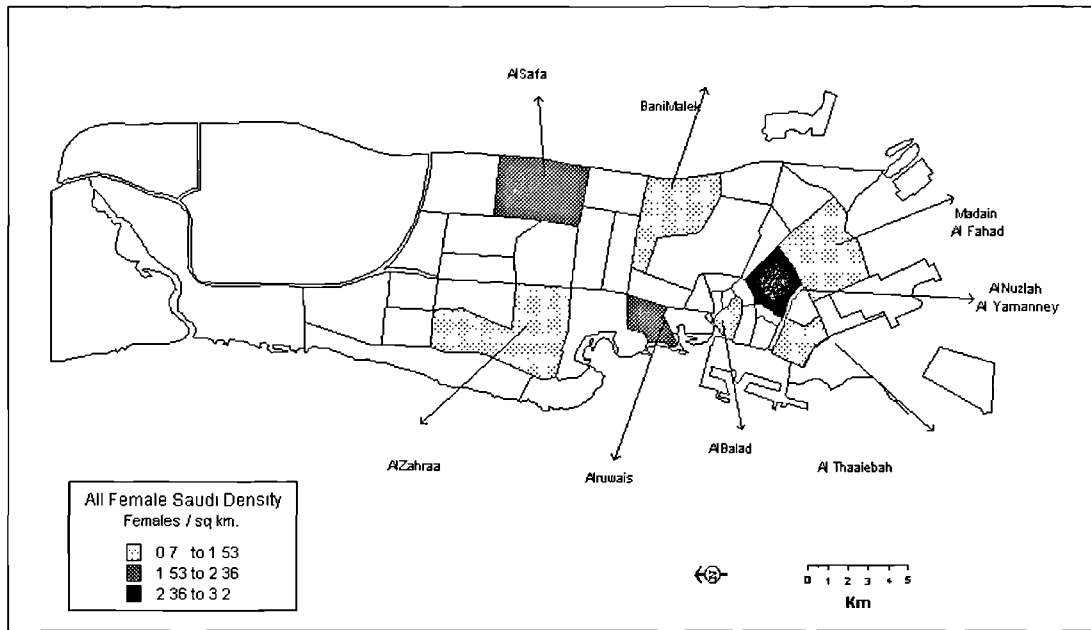 AlSafa
BaniMalek
Madain
Al Fahad
AlNuzlah
Al Yamanney
AlZahraa
Alruwais
AlBalad
Al Thaaiebah
All Female Saudi Density
Females / sq km.
0 7 to 1 53
1 53 to 2 36
2 36 to 3 2
N
0 1 2 3 4 5
Km